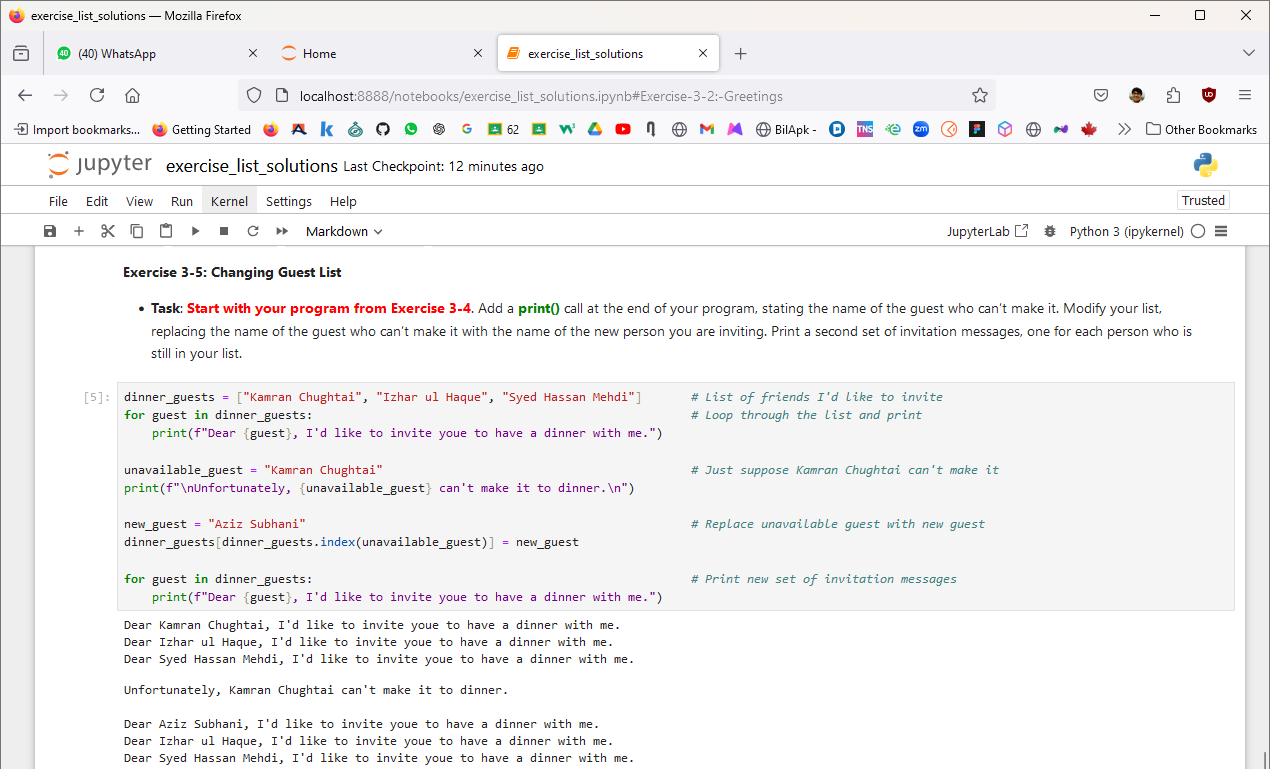 exercise_list_solutions — Mozilla Firefox
40 (40) WhatsApp
Home
exercise_list_solutions
localhost:8888/notebooks/exercise_list_solutions.ipynb#Exercise-3-2:-Greetings
Import bookmarks... Getting Started 62 BilApk - TNS zm Other Bookmarks
jupyter exercise_list_solutions Last Checkpoint: 12 minutes ago
File Edit View Run Kernel Settings Help Trusted
Markdown JupyterLab Python 3 (ipykernel)
Exercise 3-5: Changing Guest List
• Task: Start with your program from Exercise 3-4. Add a print() call at the end of your program, stating the name of the guest who can’t make it. Modify your list,
replacing the name of the guest who can’t make it with the name of the new person you are inviting. Print a second set of invitation messages, one for each person who is
still in your list.
[5]: dinner_guests = ["Kamran Chughtai", "Izhar ul Haque", "Syed Hassan Mehdi"] # List of friends I'd like to invite
for guest in dinner_guests: # Loop through the list and print
print(f"Dear {guest}, I'd like to invite youe to have a dinner with me.")
unavailable_guest = "Kamran Chughtai" # Just suppose Kamran Chughtai can't make it
print(f"\nUnfortunately, {unavailable_guest} can't make it to dinner.\n")
new_guest = "Aziz Subhani" # Replace unavailable guest with new guest
dinner_guests[dinner_guests.index(unavailable_guest)] = new_guest
for guest in dinner_guests: # Print new set of invitation messages
print(f"Dear {guest}, I'd like to invite youe to have a dinner with me.")
Dear Kamran Chughtai, I'd like to invite youe to have a dinner with me.
Dear Izhar ul Haque, I'd like to invite youe to have a dinner with me.
Dear Syed Hassan Mehdi, I'd like to invite youe to have a dinner with me.
Unfortunately, Kamran Chughtai can't make it to dinner.
Dear Aziz Subhani, I'd like to invite youe to have a dinner with me.
Dear Izhar ul Haque, I'd like to invite youe to have a dinner with me.
Dear Syed Hassan Mehdi, I'd like to invite youe to have a dinner with me.